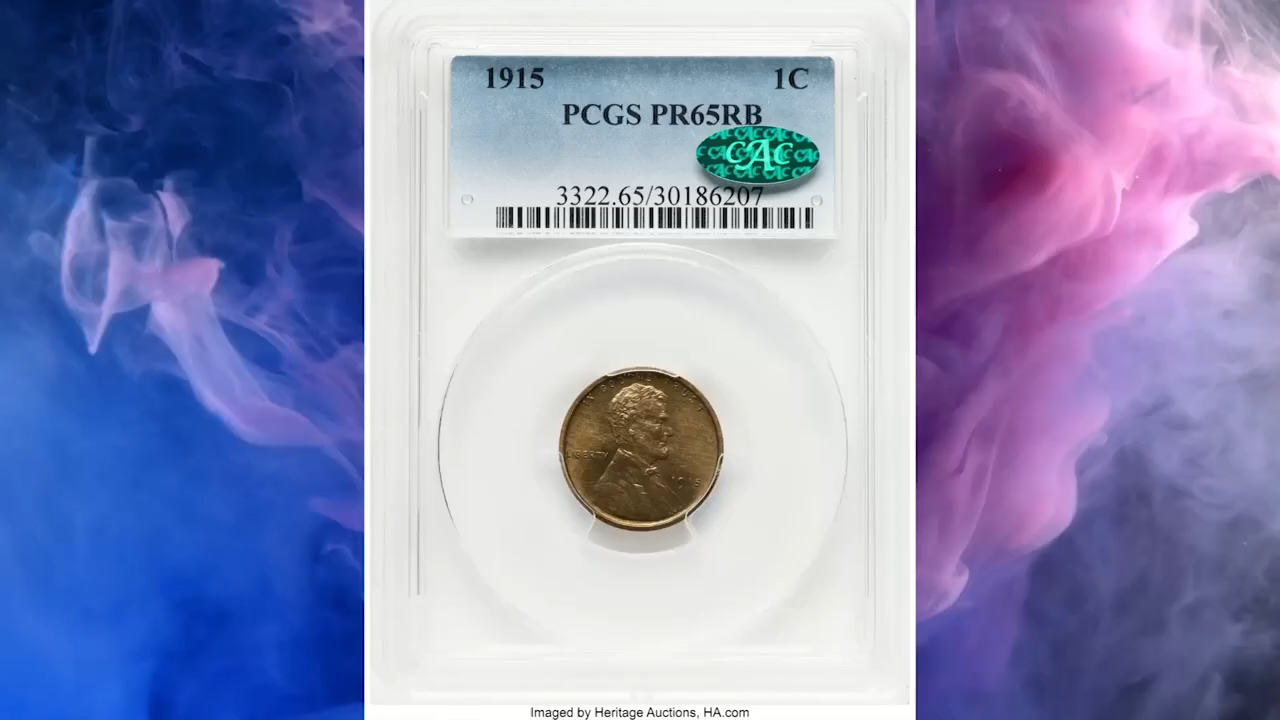 1915 1C
PCGS PR65RB
CAC
3322.65/30186207
LIBERTY
1915
Imaged by Heritage Auctions, HA.com